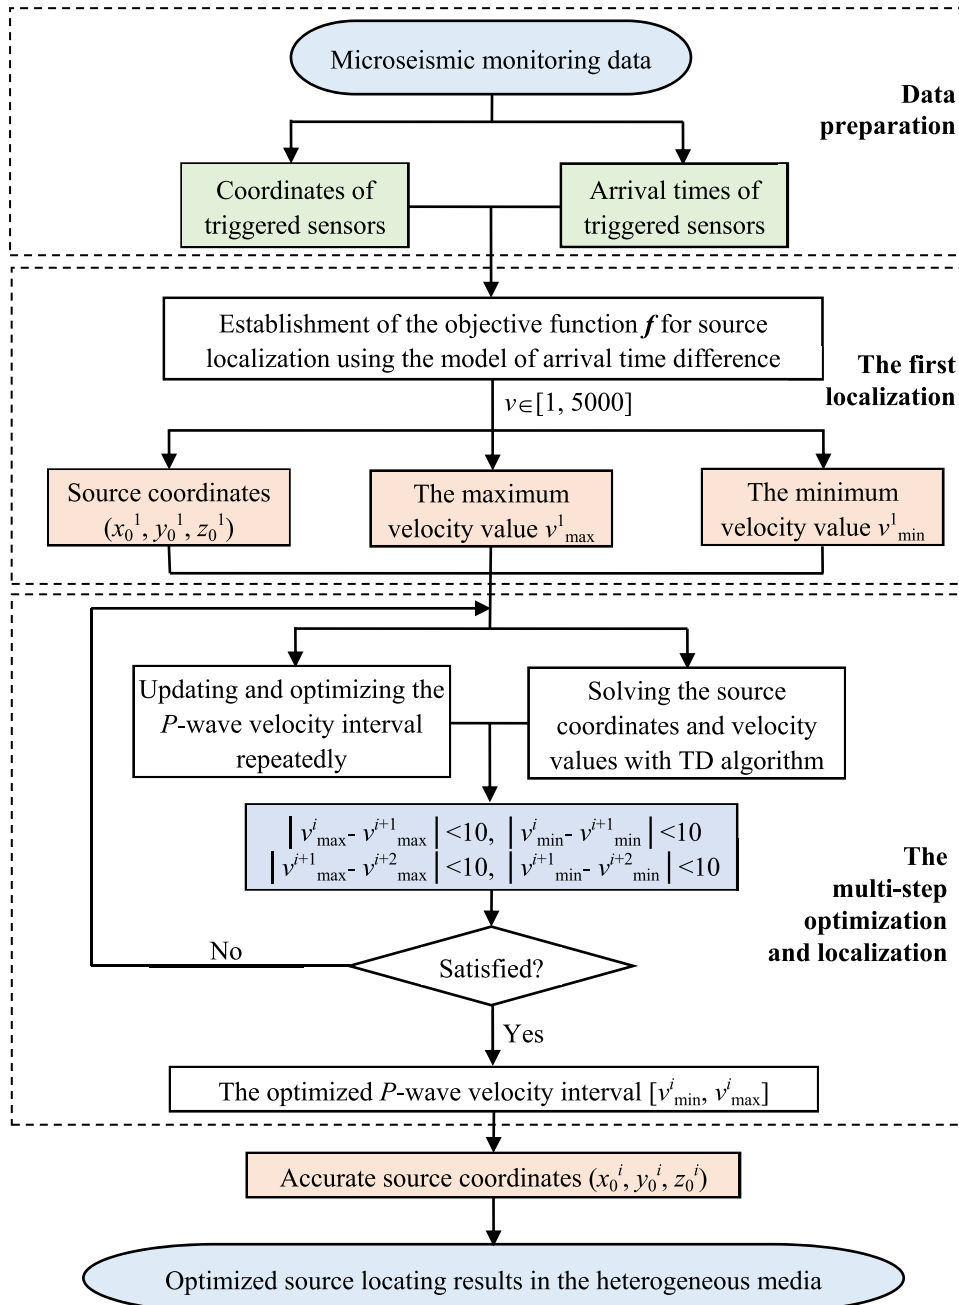 Microseismic monitoring data
Data
preparation
Coordinates of
triggered sensors
Arrival times of
triggered sensors
Establishment of the objective function f for source
localization using the model of arrival time difference
The first
localization
v∈[1, 5000]
Source coordinates
(x₀¹, y₀¹, z₀¹)
The maximum
velocity value v¹max
The minimum
velocity value v¹min
Updating and optimizing the
P-wave velocity interval
repeatedly
Solving the source
coordinates and velocity
values with TD algorithm
| vⁱmax- vⁱ⁺¹max | <10, | vⁱmin- vⁱ⁺¹min | <10
| vⁱ⁺¹max- vⁱ⁺²max | <10, | vⁱ⁺¹min- vⁱ⁺²min | <10
The
multi-step
optimization
and localization
No
Satisfied?
Yes
The optimized P-wave velocity interval [vⁱmin, vⁱmax]
Accurate source coordinates (x₀ⁱ, y₀ⁱ, z₀ⁱ)
Optimized source locating results in the heterogeneous media